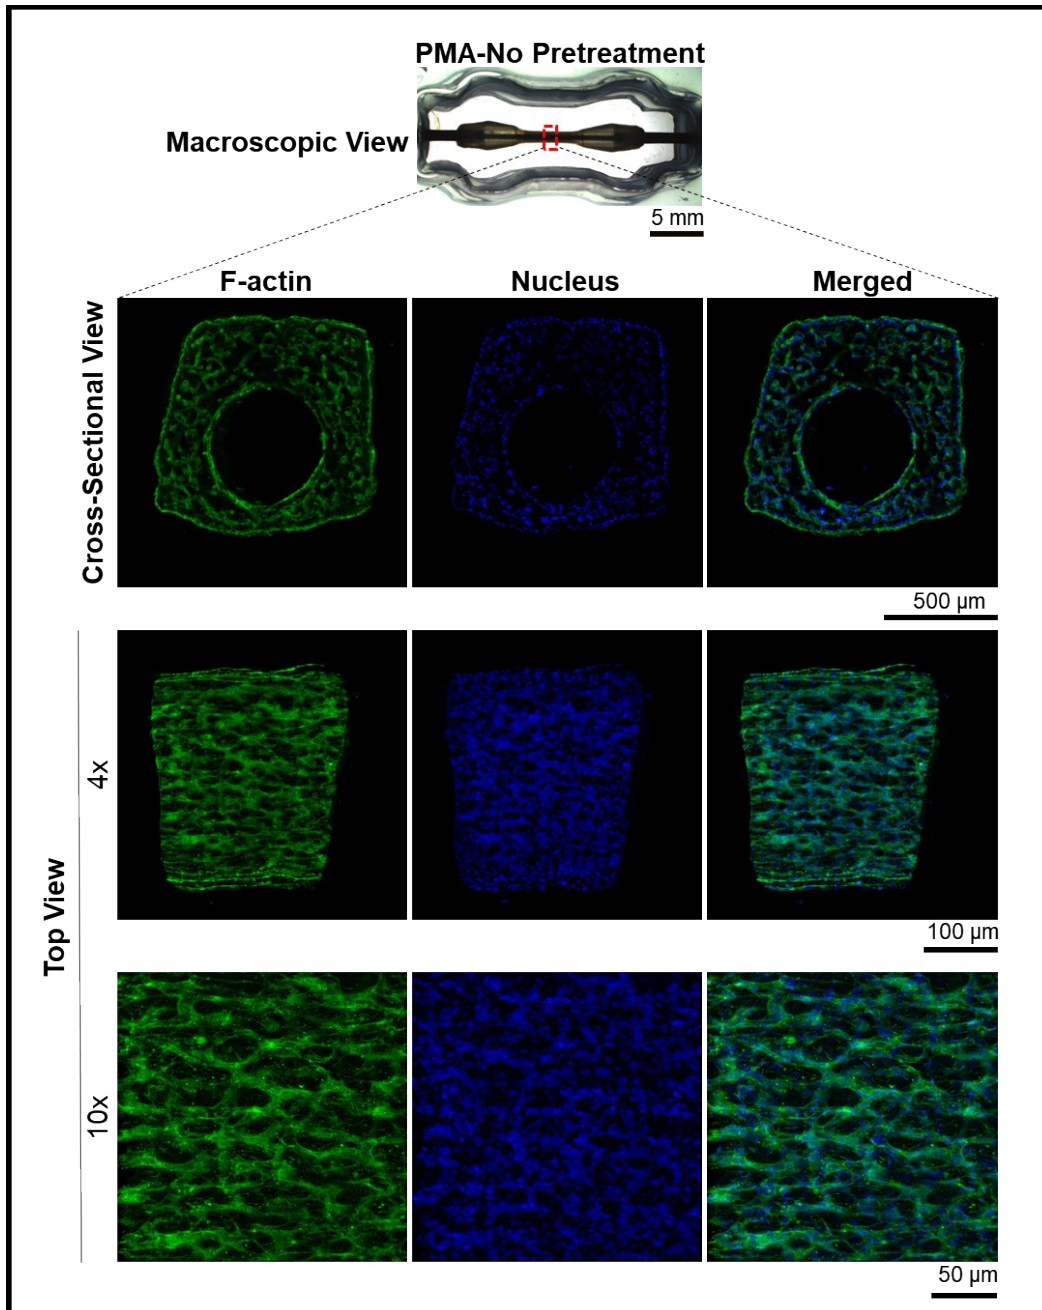 PMA-No Pretreatment
Macroscopic View
5 mm
F-actin
Nucleus
Merged
Cross-Sectional View
500 µm
Top View
4x
100 µm
10x
50 µm